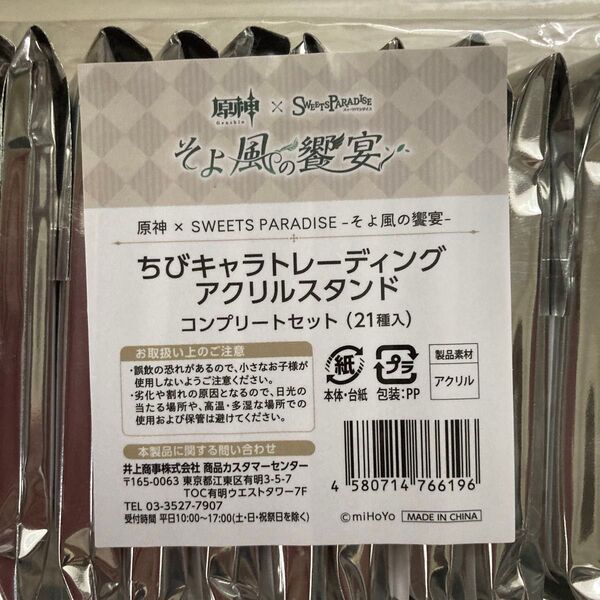 原神 × SWEETS PARADISE
Genshin スイーツパラダイス
そよ風の饗宴
原神 × SWEETS PARADISE -そよ風の饗宴-
ちびキャラトレーディング
アクリルスタンド
コンプリートセット（21種入）
お取扱い上のご注意
・誤飲の恐れがあるので、小さなお子様が
使用しないようご注意ください。
・劣化や割れの原因となるので、日光の
当たる場所や、高温・多湿な場所での
使用および保管は避けてください。
紙
本体・台紙
プラ
包装：PP
製品素材
アクリル
本製品に関する問い合わせ
井上商事株式会社 商品カスタマーセンター
〒165-0063 東京都江東区有明3-5-7
TOC有明ウエストタワー7F
TEL 03-3527-7907
受付時間 平日10:00～17:00(土・日・祝祭日を除く)
4 580714 766196
©miHoYo MADE IN CHINA